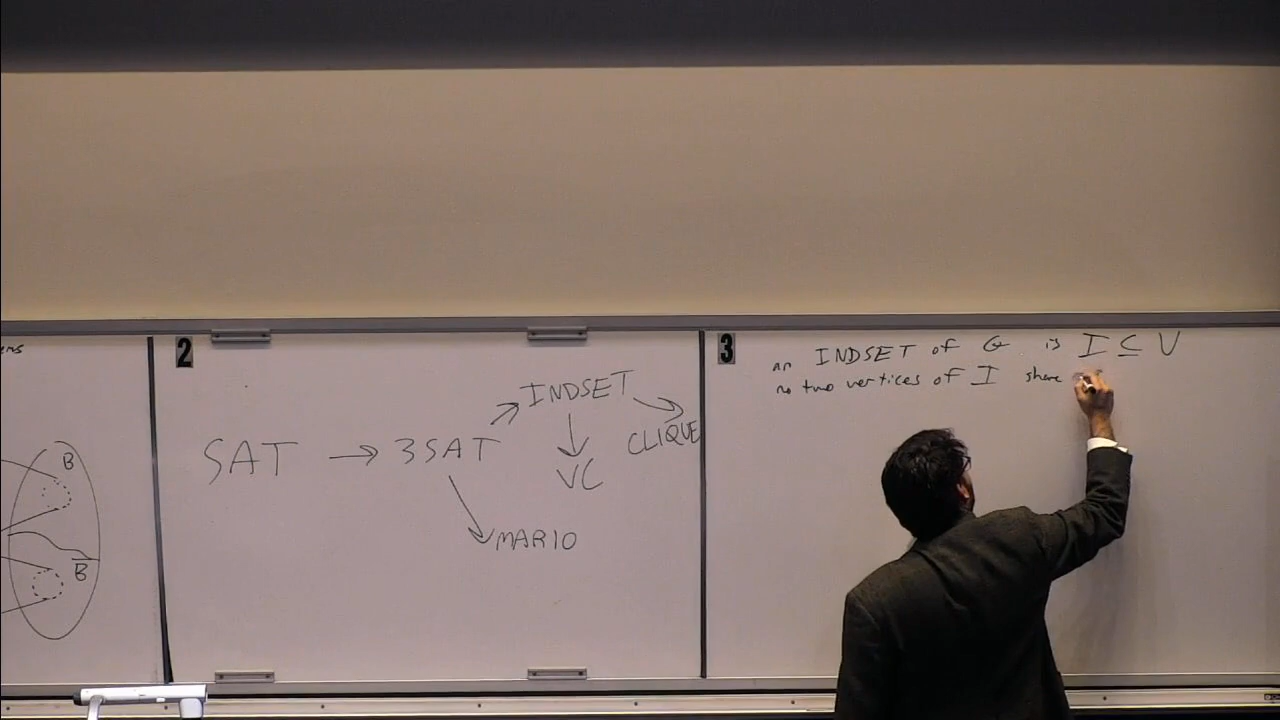 B
B
2
SAT → 3SAT
INDSET
CLIQUE
VC
MARIO
3
an INDSET of G is I ⊆ V
no two vertices of I share